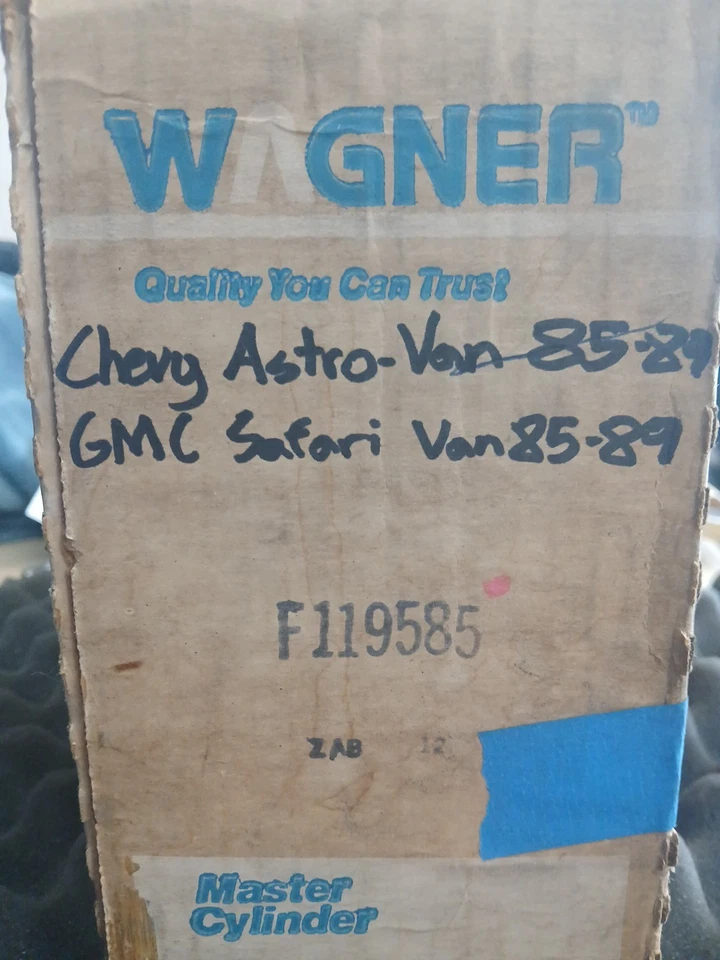 WAGNER™
Quality You Can Trust
Chevy Astro-Van 85-89
GMC Safari Van 85-89
F119585
ZAB 12
Master
Cylinder